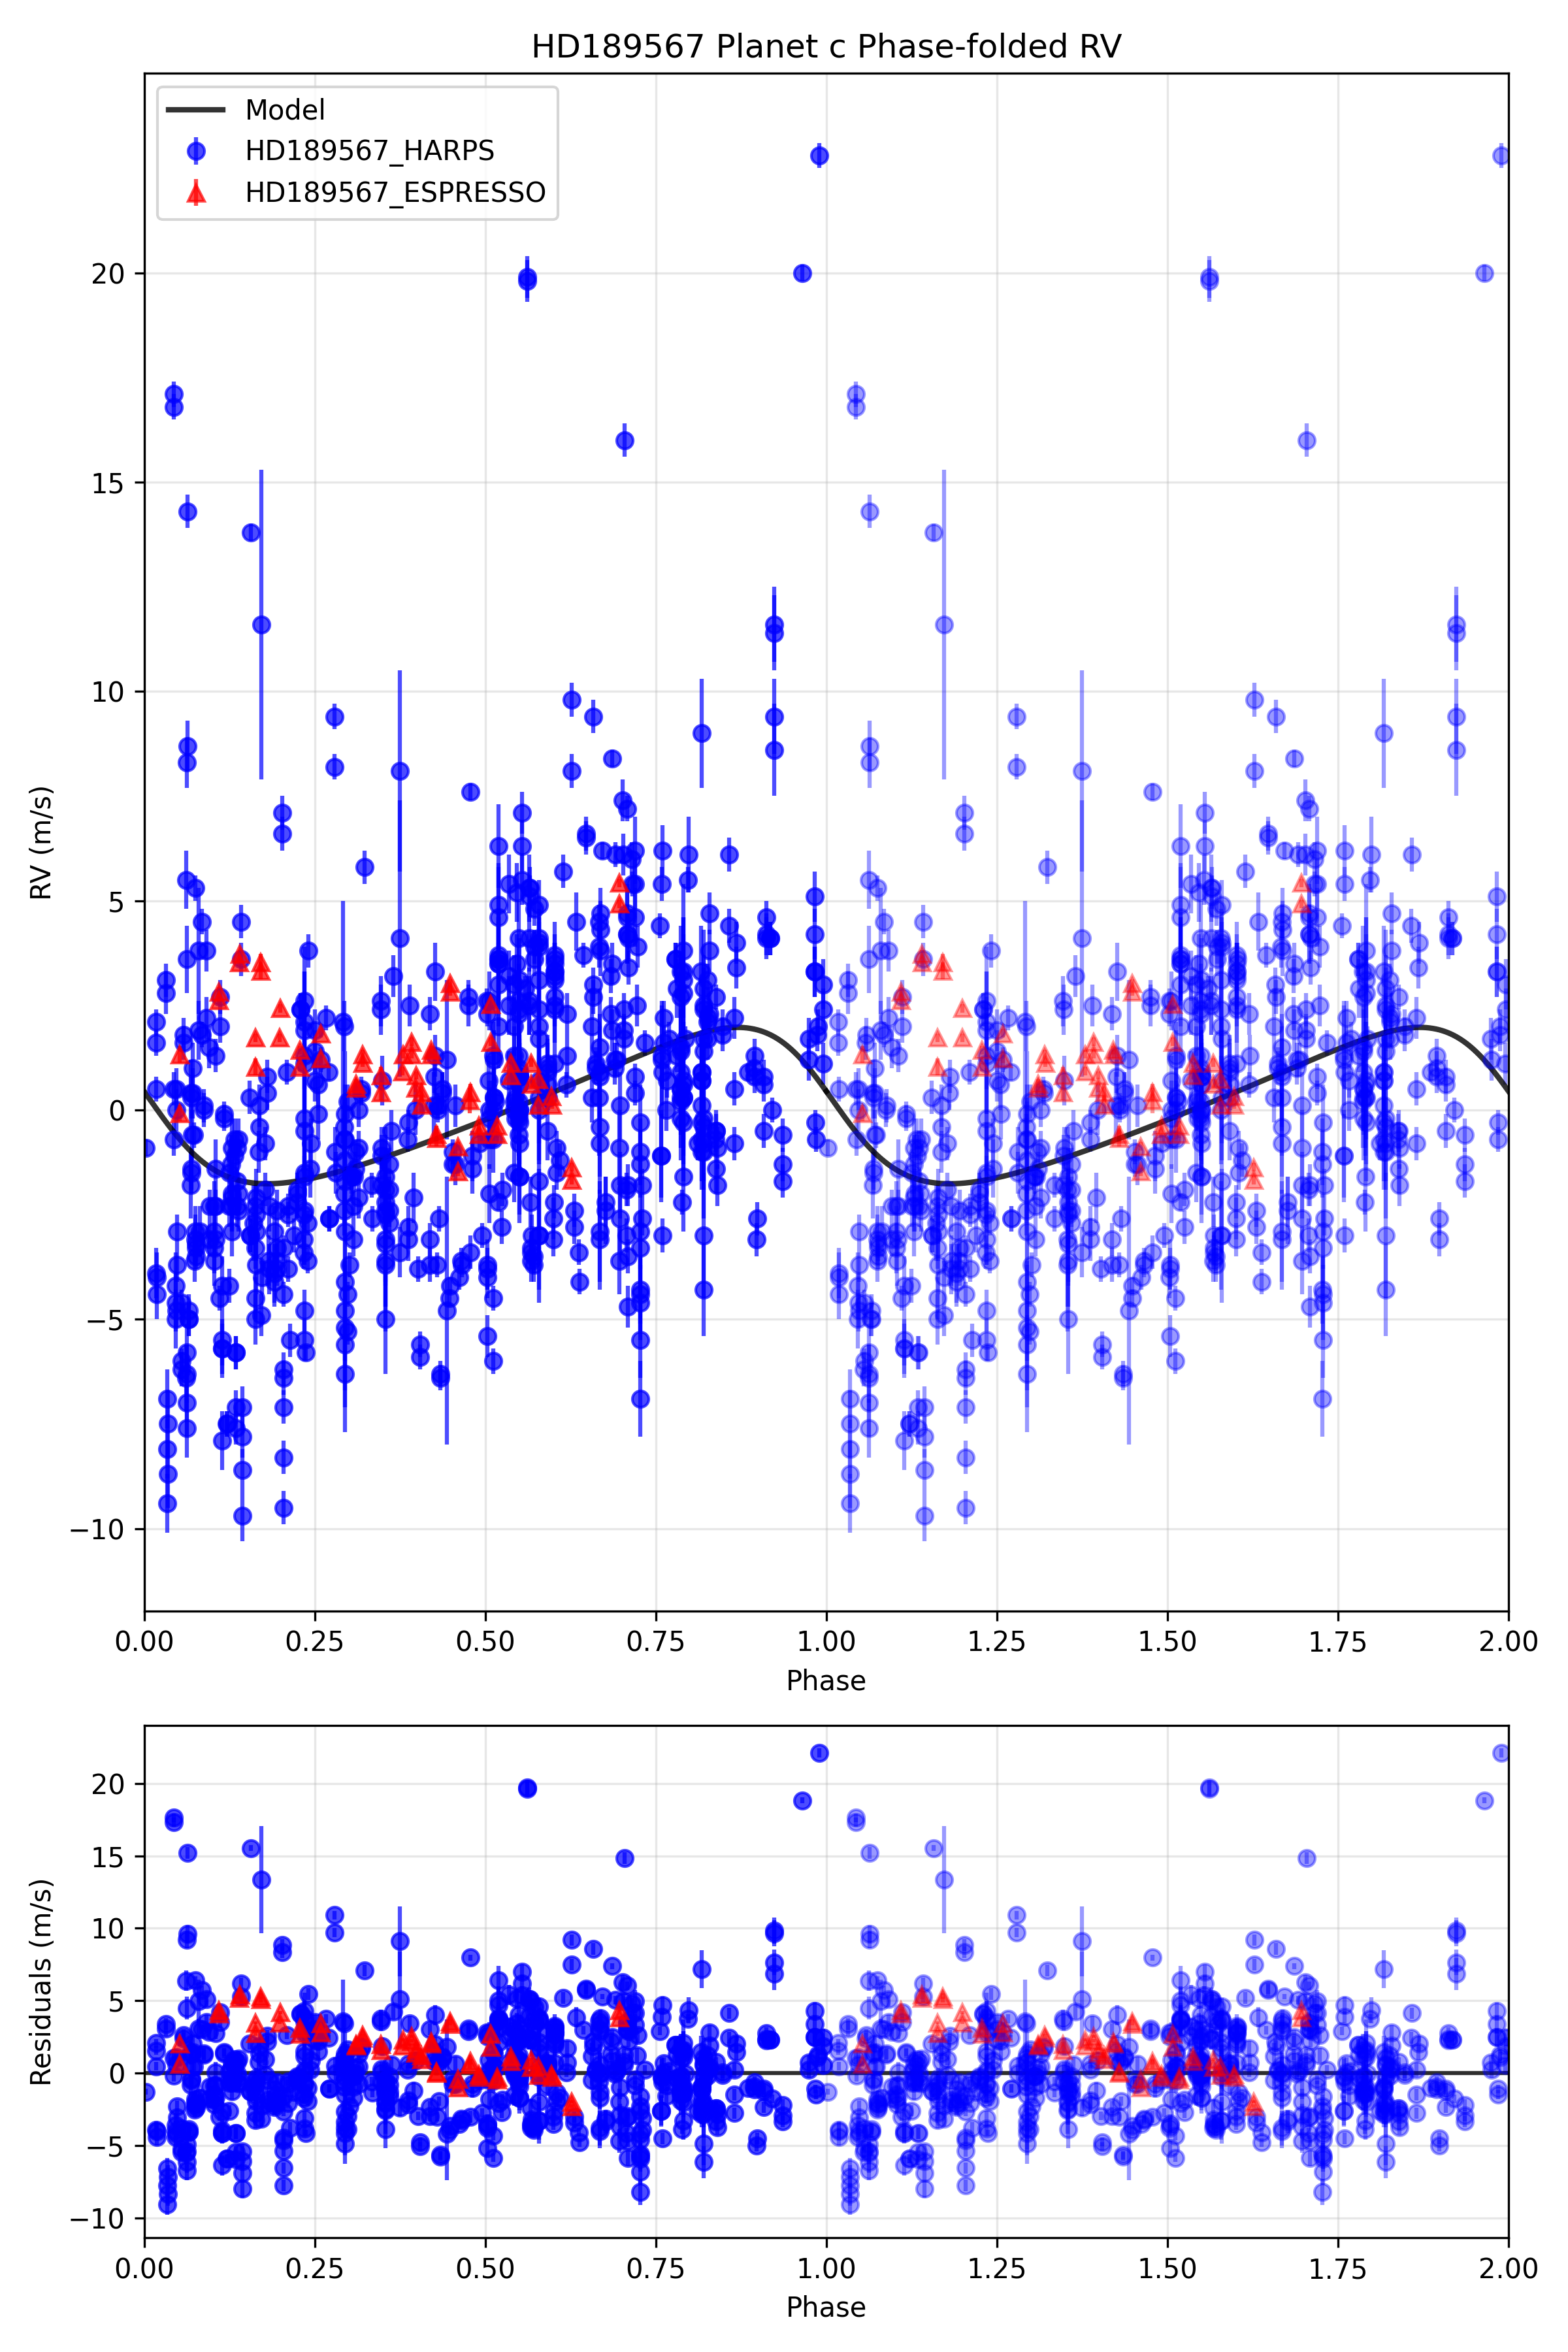 HD189567 Planet c Phase-folded RV
Model
HD189567_HARPS
HD189567_ESPRESSO
RV (m/s)
20
15
10
5
0
−5
−10
0.00 0.25 0.50 0.75 1.00 1.25 1.50 1.75 2.00
Phase
Residuals (m/s)
20
15
10
5
0
−5
−10
0.00 0.25 0.50 0.75 1.00 1.25 1.50 1.75 2.00
Phase